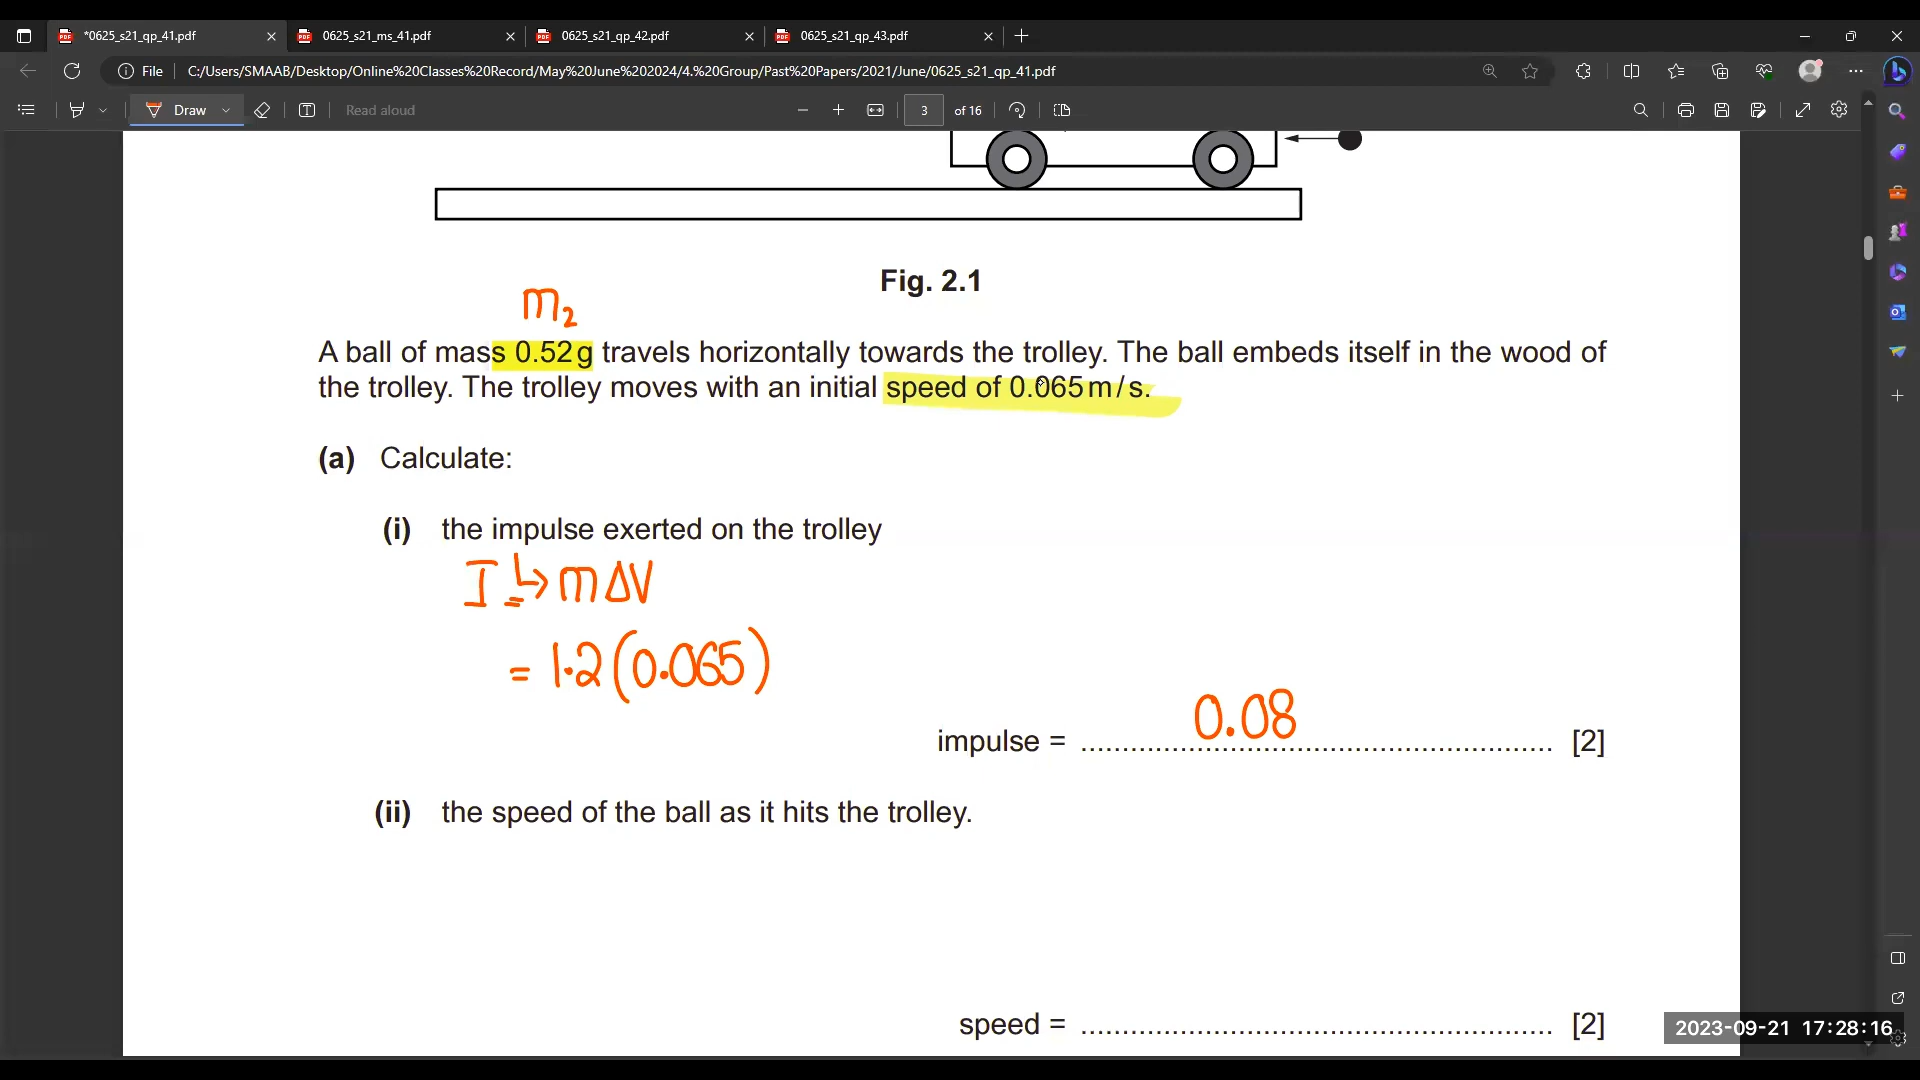 *0625_s21_qp_41.pdf
0625_s21_ms_41.pdf
0625_s21_qp_42.pdf
0625_s21_qp_43.pdf
File
C:/Users/SMAAB/Desktop/Online%20Classes%20Record/May%20June%202024/4.%20Group/Past%20Papers/2021/June/0625_s21_qp_41.pdf
Draw
Read aloud
3 of 16
Fig. 2.1
m₂
A ball of mass 0.52 g travels horizontally towards the trolley. The ball embeds itself in the wood of
the trolley. The trolley moves with an initial speed of 0.065 m / s.
(a) Calculate:
(i) the impulse exerted on the trolley
I = ↳ m ΔV
= 1.2(0.065)
0.08
impulse = ........................................................ [2]
(ii) the speed of the ball as it hits the trolley.
speed = ........................................................ [2]
2023-09-21 17:28:16